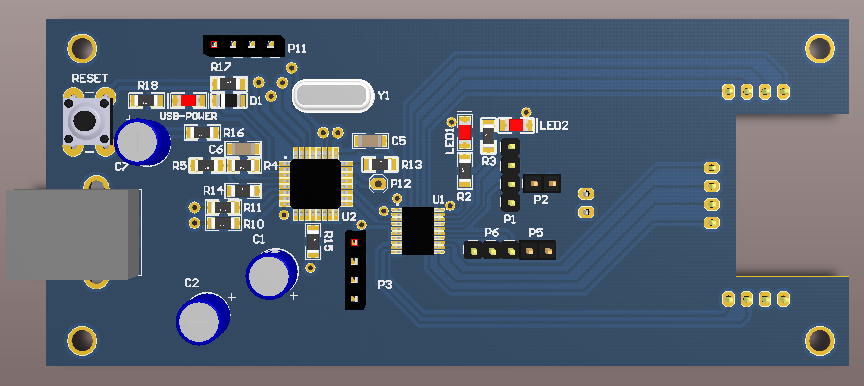 P11
R17
RESET
R18
D1
Y1
USB-POWER
LED1
LED2
R16
C5
C7
C6
R3
R5
R4
R13
R14
P12
R2
P2
R11
U1
U2
P1
R10
C1
R15
P6
P5
C2
P3